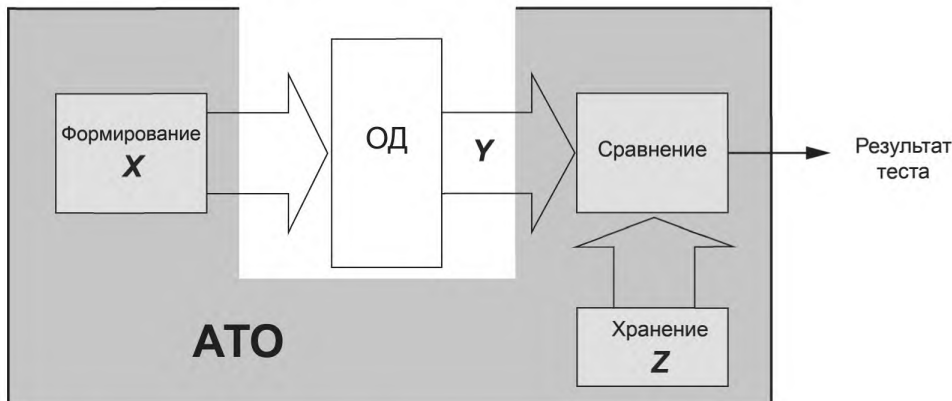 Формирование
X
ОД
Y
Сравнение
Результат
теста
Хранение
Z
АТО